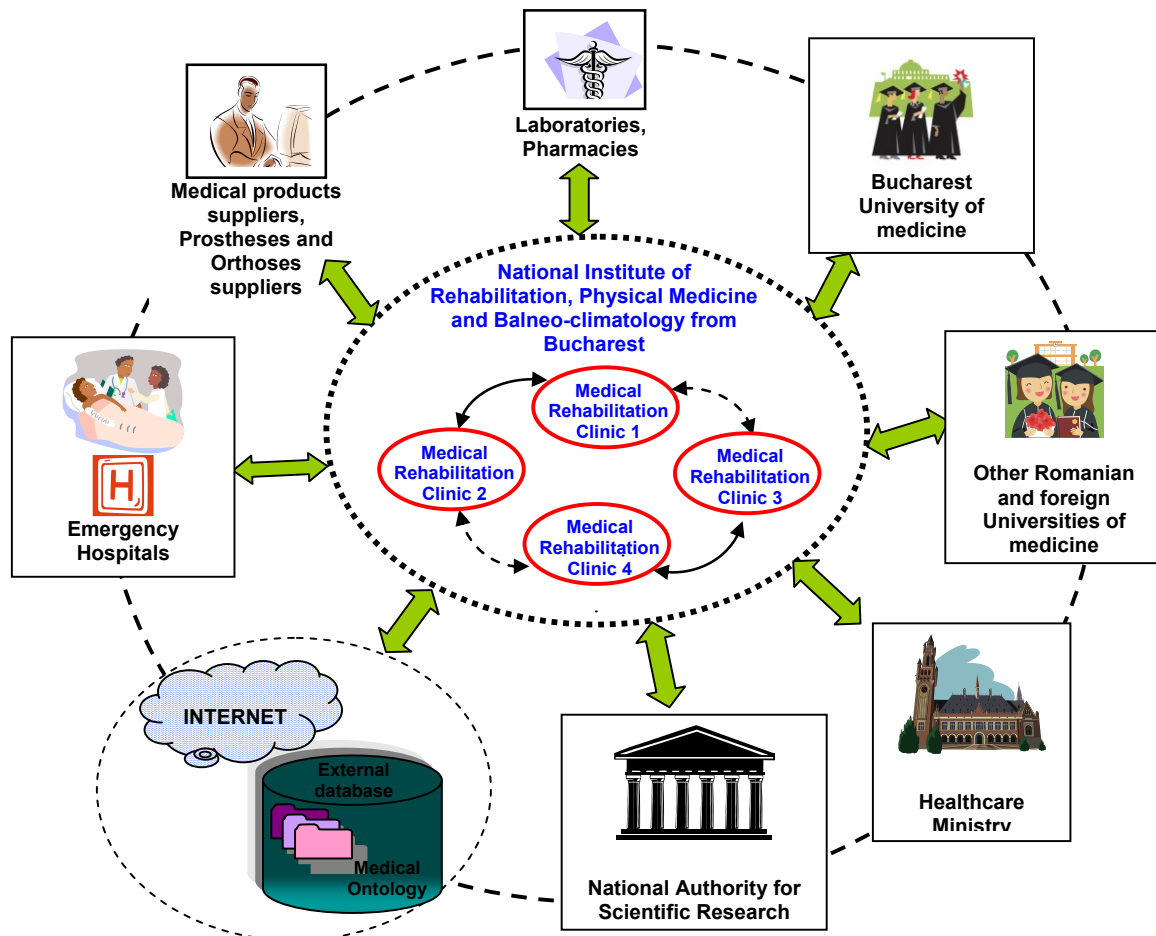 Laboratories,
Pharmacies
Medical products
suppliers,
Prostheses and
Orthoses
suppliers
Bucharest
University of
medicine
National Institute of
Rehabilitation, Physical Medicine
and Balneo-climatology from
Bucharest
Medical
Rehabilitation
Clinic 1
Medical
Rehabilitation
Clinic 2
Medical
Rehabilitation
Clinic 3
Medical
Rehabilitation
Clinic 4
H
Emergency
Hospitals
Other Romanian
and foreign
Universities of
medicine
INTERNET
External
database
Medical
Ontology
National Authority for
Scientific Research
Healthcare
Ministry